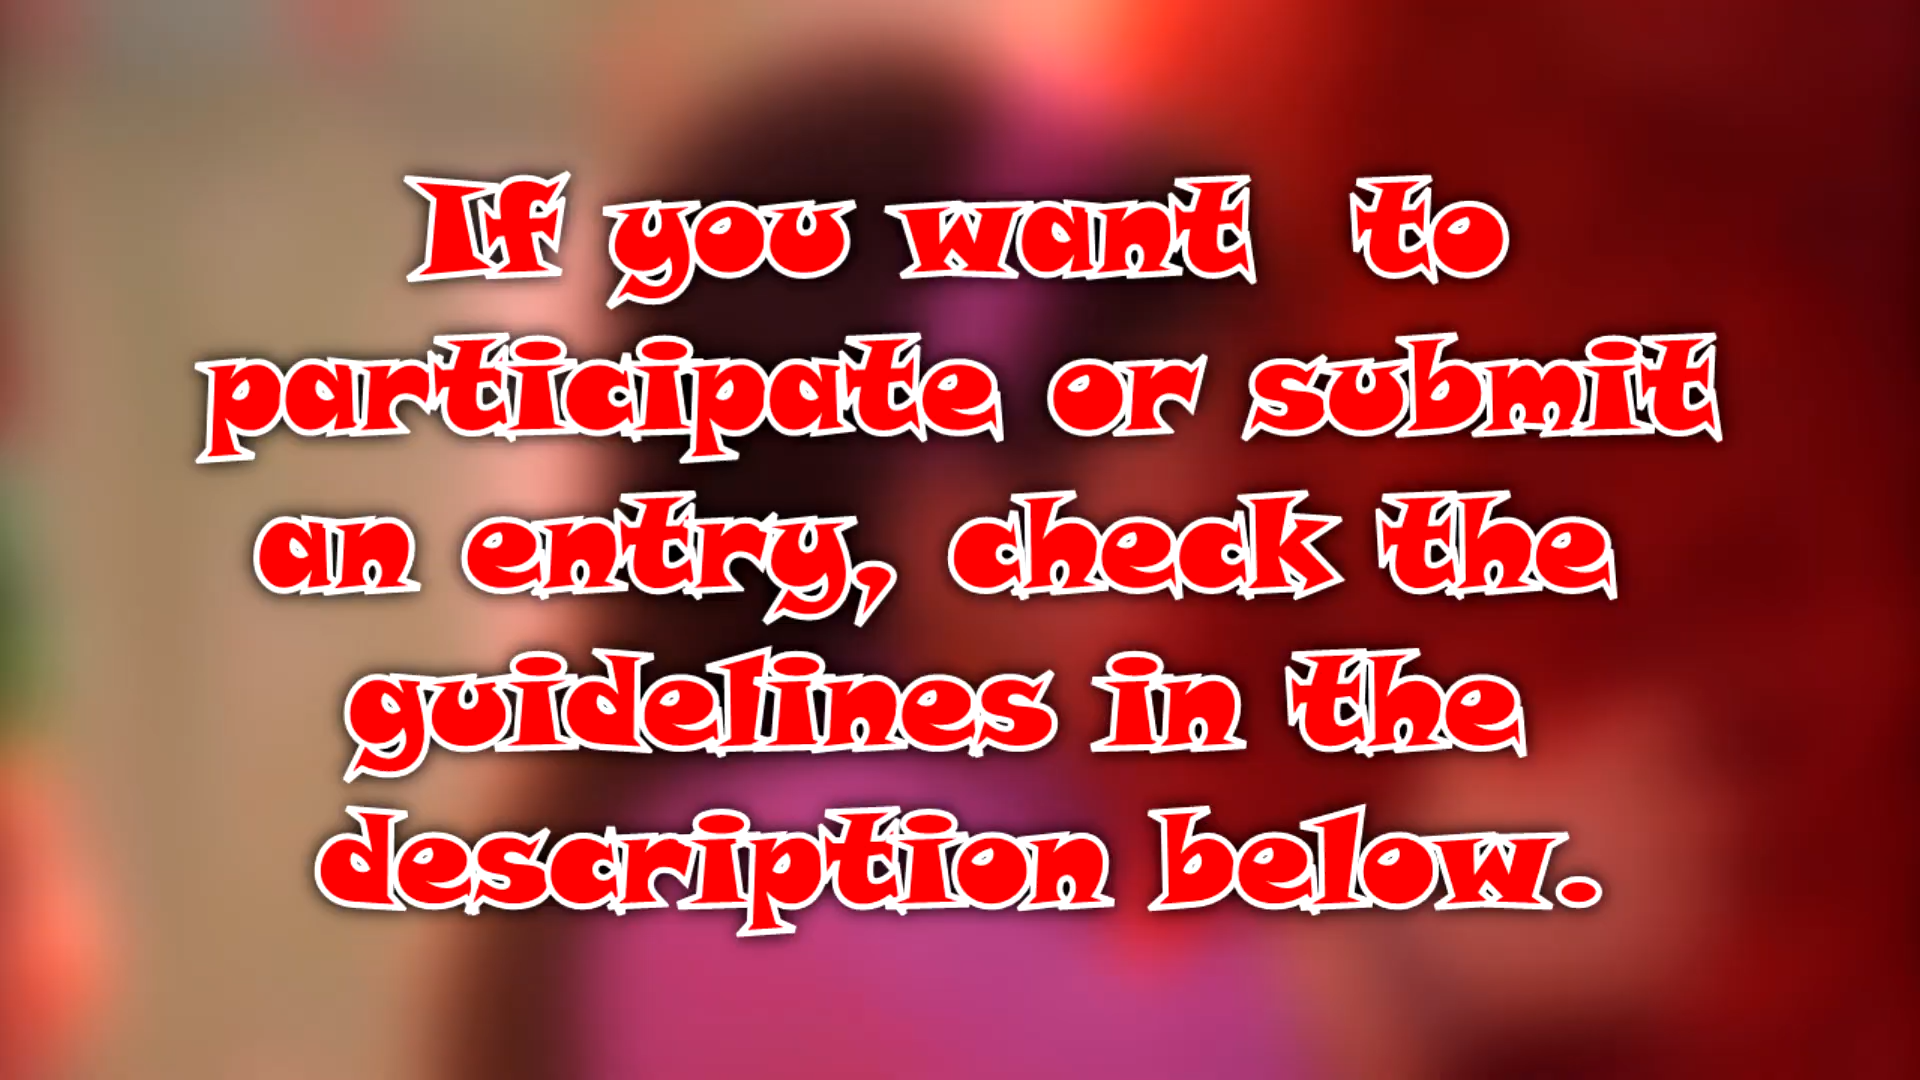 If you want  to
participate or submit
an entry, check the
guidelines in the
description below.